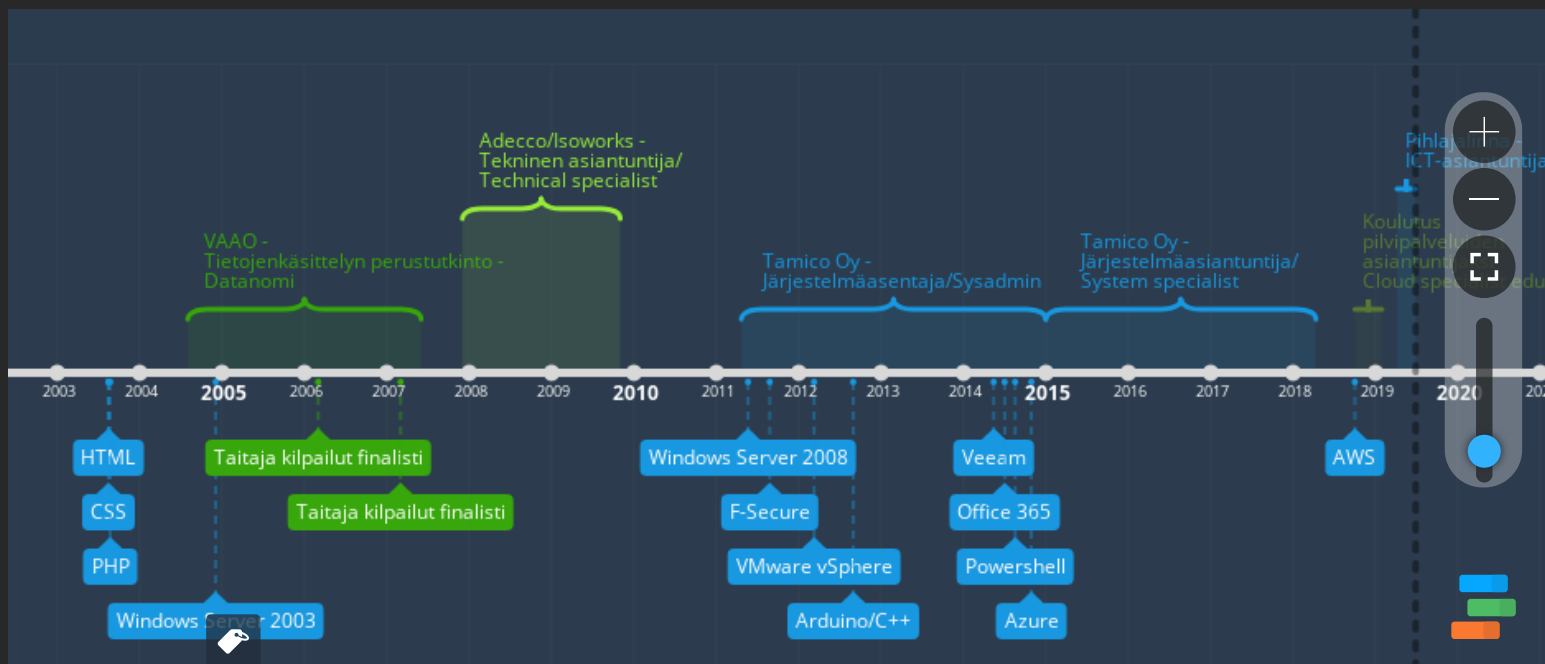 Adecco/Isoworks -
Tekninen asiantuntija/
Technical specialist
Pihlajalinna -
ICT-asiantuntija
VAAO -
Tietojenkäsittelyn perustutkinto -
Datanomi
Tamico Oy -
Järjestelmäasentaja/Sysadmin
Tamico Oy -
Järjestelmäasiantuntija/
System specialist
Koulutus
pilvipalveluiden
Cloud
2003 2004 2005 2006 2007 2008 2009 2010 2011 2012 2013 2014 2015 2016 2017 2018 2019 2020
HTML
Taitaja kilpailut finalisti
Windows Server 2008
Veeam
AWS
CSS
Taitaja kilpailut finalisti
F-Secure
Office 365
PHP
VMware vSphere
Powershell
Windows Server 2003
Arduino/C++
Azure